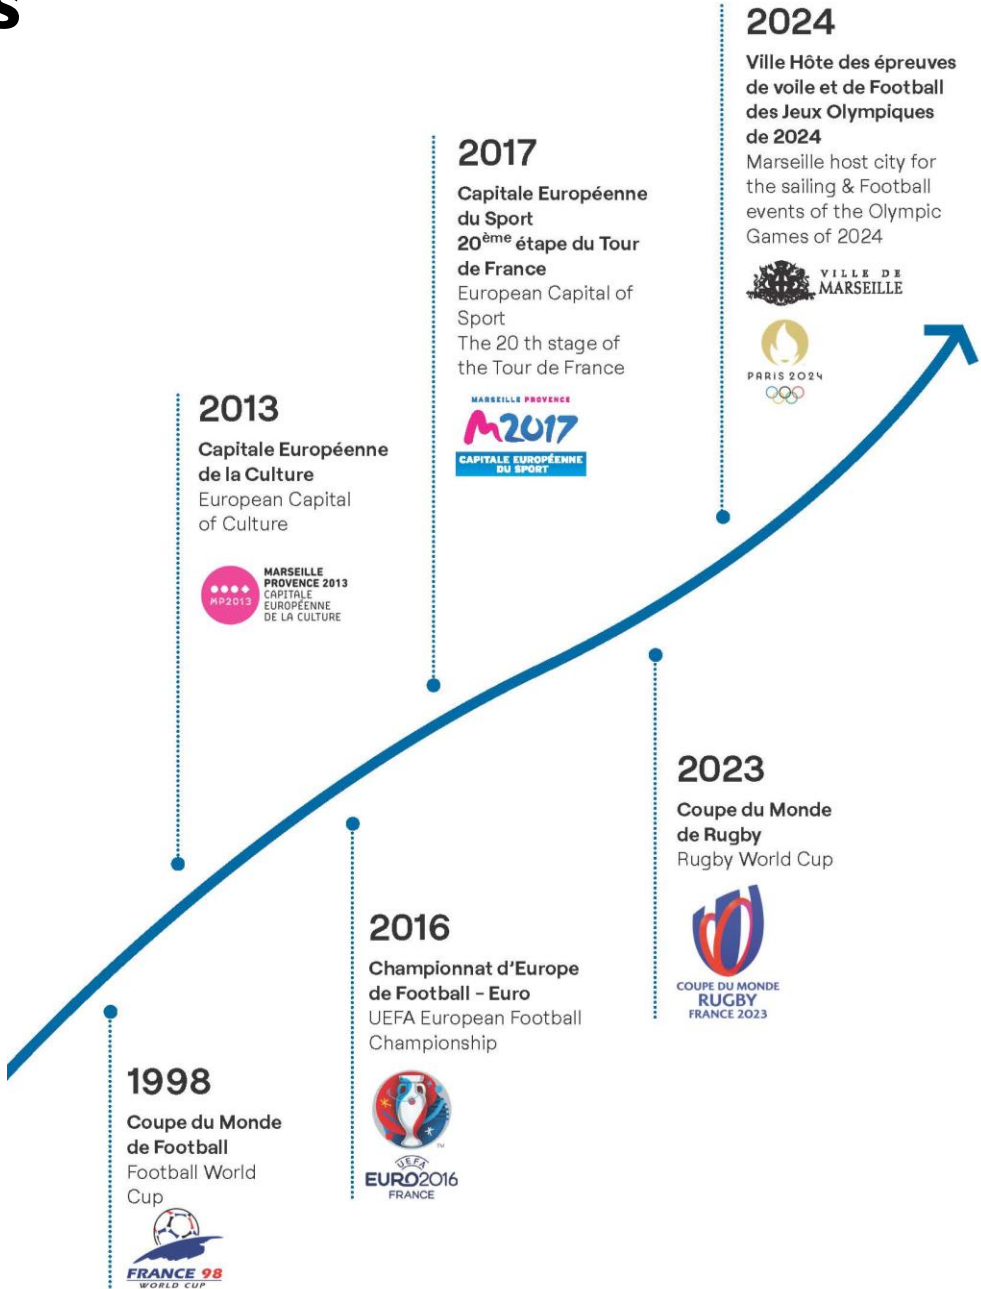 s
2024
Ville Hôte des épreuves
de voile et de Football
des Jeux Olympiques
de 2024
Marseille host city for
the sailing & Football
events of the Olympic
Games of 2024
VILLE DE
MARSEILLE
PARIS 2024
2017
Capitale Européenne
du Sport
20ème étape du Tour
de France
European Capital of
Sport
The 20 th stage of
the Tour de France
MARSEILLE PROVENCE
M2017
CAPITALE EUROPÉENNE
DU SPORT
2013
Capitale Européenne
de la Culture
European Capital
of Culture
MP2013
MARSEILLE
PROVENCE 2013
CAPITALE
EUROPÉENNE
DE LA CULTURE
2023
Coupe du Monde
de Rugby
Rugby World Cup
COUPE DU MONDE
RUGBY
FRANCE 2023
2016
Championnat d'Europe
de Football – Euro
UEFA European Football
Championship
TM
UEFA
EURO2016
FRANCE
1998
Coupe du Monde
de Football
Football World
Cup
FRANCE 98
WORLD CUP